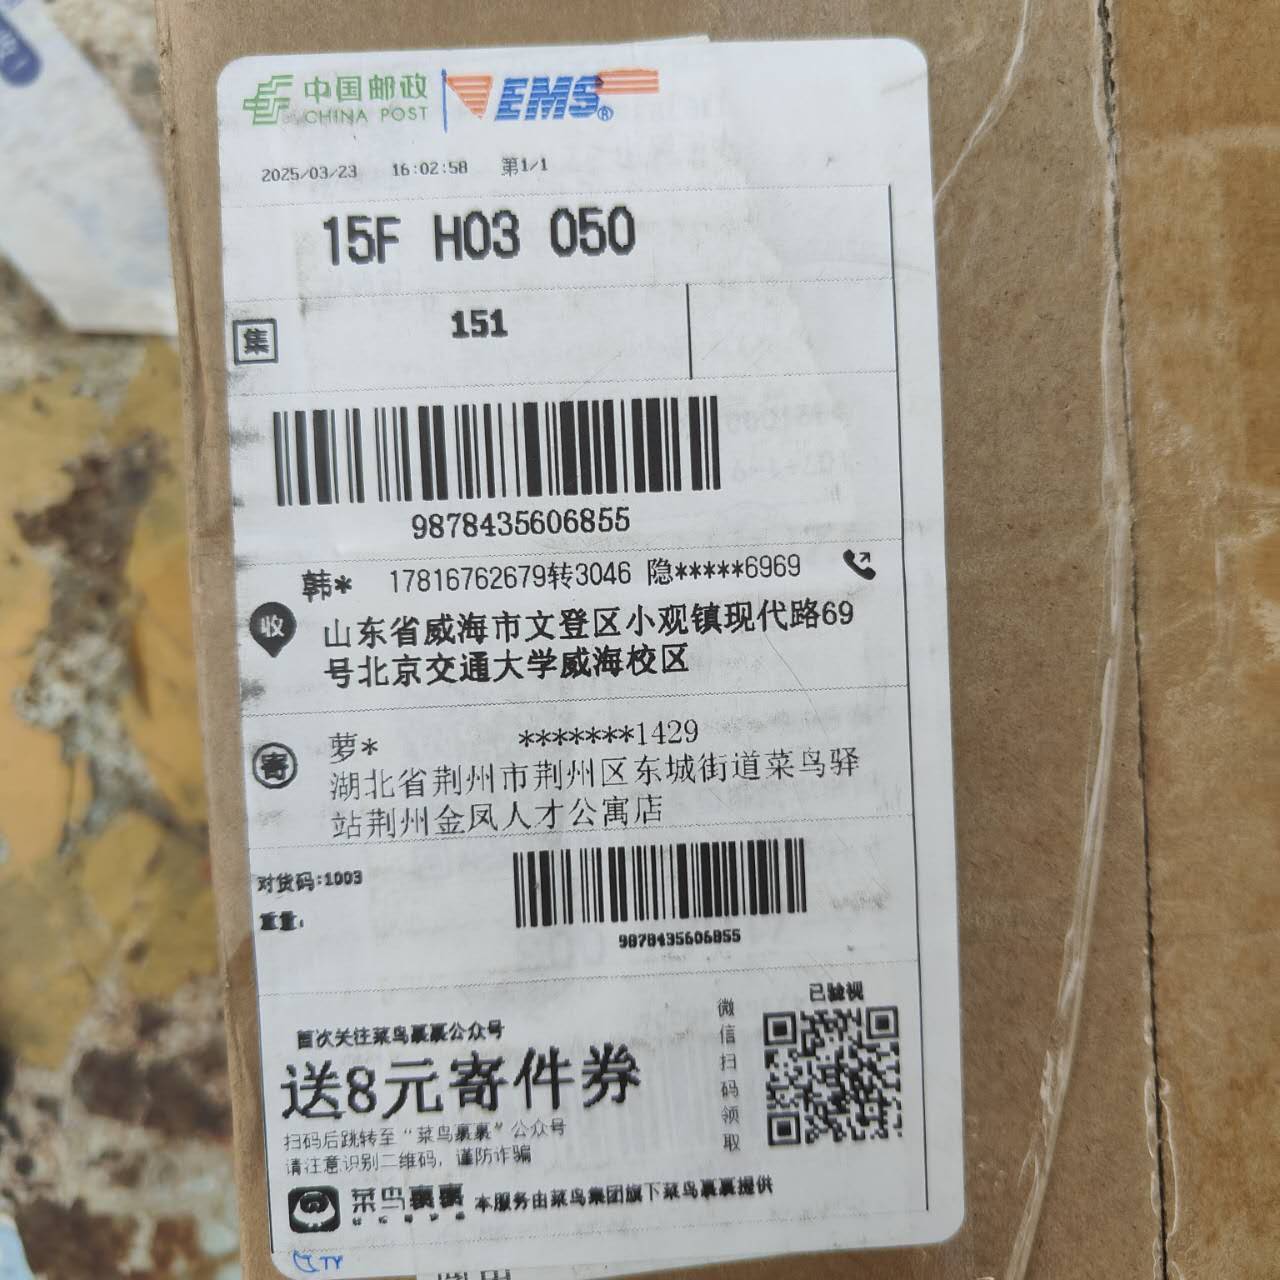 中国邮政
CHINA POST
EMS®
2025/03/23 16:02:58 第1/1
15F H03 050
集
151
9878435606855
韩* 17816762679转3046 隐*****6969
收
山东省威海市文登区小观镇现代路69
号北京交通大学威海校区
萝* *******1429
寄
湖北省荆州市荆州区东城街道菜鸟驿
站荆州金凤人才公寓店
对货码:1003
重量:
9878435606855
已验视
首次关注菜鸟裹裹公众号
送8元寄件券
微信扫码领取
扫码后跳转至“菜鸟裹裹”公众号
请注意识别二维码,谨防诈骗
菜鸟裹裹
本服务由菜鸟集团旗下菜鸟裹裹提供
TY